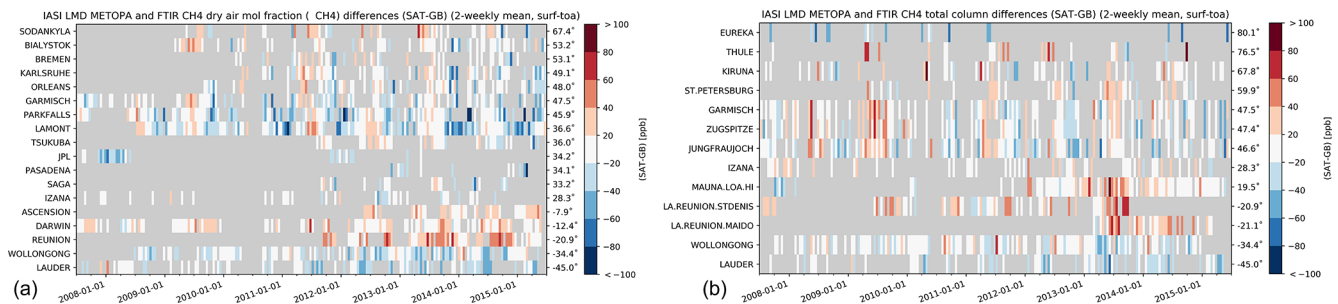 IASI LMD METOPA and FTIR CH4 dry air mol fraction ( CH4) differences (SAT-GB) (2-weekly mean, surf-toa)
SODANKYLA
BIALYSTOK
BREMEN
KARLSRUHE
ORLEANS
GARMISCH
PARKFALLS
LAMONT
TSUKUBA
JPL
PASADENA
SAGA
IZANA
ASCENSION
DARWIN
REUNION
WOLLONGONG
LAUDER
67.4°
53.2°
53.1°
49.1°
48.0°
47.5°
45.9°
36.6°
36.0°
34.2°
34.1°
33.2°
28.3°
-7.9°
-12.4°
-20.9°
-34.4°
-45.0°
> 100
80
60
40
20
−20
−40
−60
−80
< −100
(SAT-GB) [ppb]
2008-01-01
2009-01-01
2010-01-01
2011-01-01
2012-01-01
2013-01-01
2014-01-01
2015-01-01
(a)
IASI LMD METOPA and FTIR CH4 total column differences (SAT-GB) (2-weekly mean, surf-toa)
EUREKA
THULE
KIRUNA
ST.PETERSBURG
GARMISCH
ZUGSPITZE
JUNGFRAUJOCH
IZANA
MAUNA.LOA.HI
LA.REUNION.STDENIS
LA.REUNION.MAIDO
WOLLONGONG
LAUDER
80.1°
76.5°
67.8°
59.9°
47.5°
47.4°
46.6°
28.3°
19.5°
-20.9°
-21.1°
-34.4°
-45.0°
> 100
80
60
40
20
−20
−40
−60
−80
< −100
(SAT-GB) [ppb]
2008-01-01
2009-01-01
2010-01-01
2011-01-01
2012-01-01
2013-01-01
2014-01-01
2015-01-01
(b)